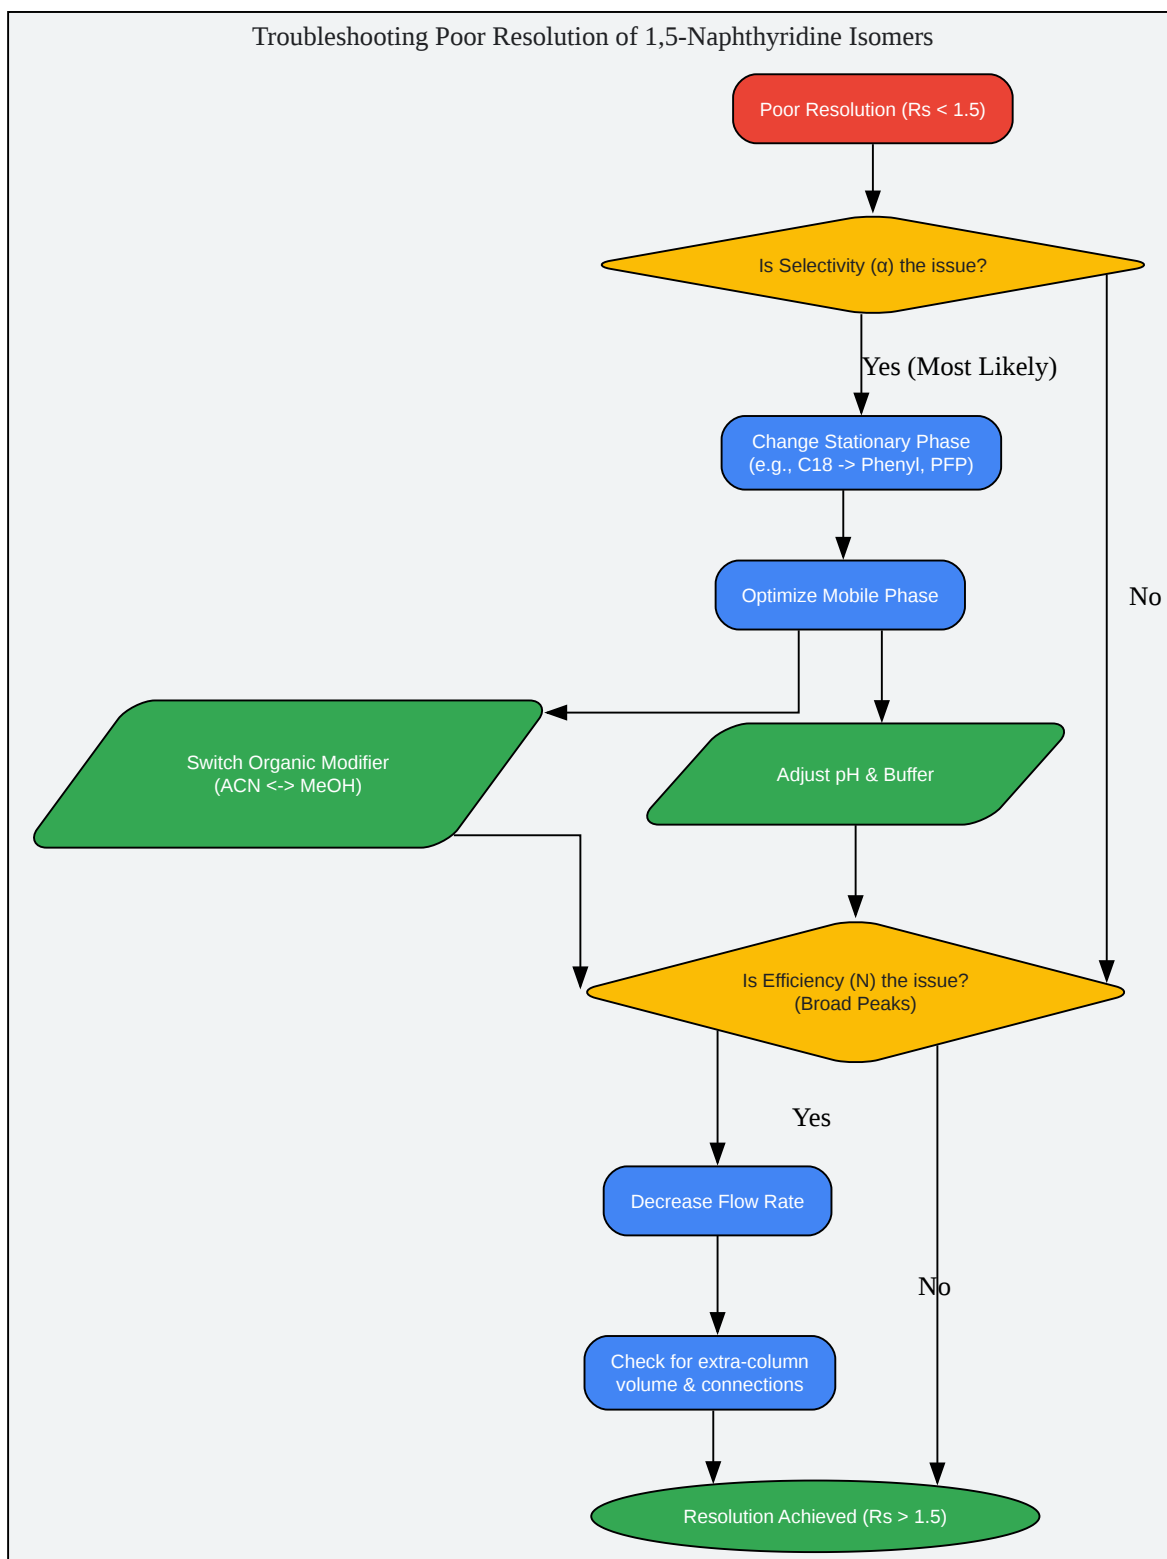 Troubleshooting Poor Resolution of 1,5-Naphthyridine Isomers
Poor Resolution (Rs < 1.5)
Is Selectivity (α) the issue?
Yes (Most Likely)
Change Stationary Phase
(e.g., C18 -> Phenyl, PFP)
Optimize Mobile Phase
No
Switch Organic Modifier
(ACN <-> MeOH)
Adjust pH & Buffer
Is Efficiency (N) the issue?
(Broad Peaks)
Yes
Decrease Flow Rate
No
Check for extra-column
volume & connections
Resolution Achieved (Rs > 1.5)